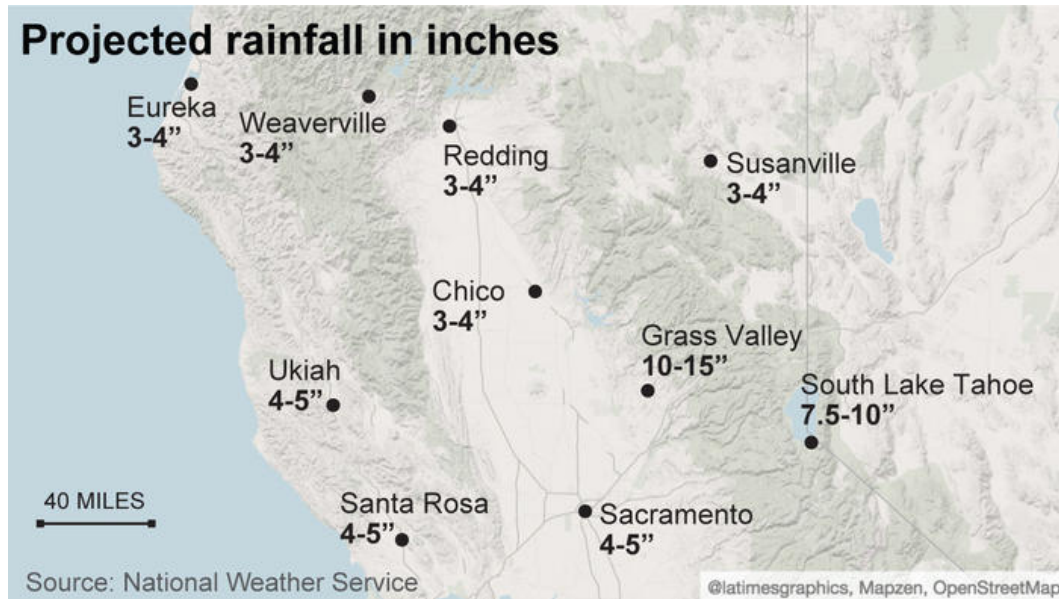 Projected rainfall in inches
Eureka
3-4”
Weaverville
3-4”
Redding
3-4”
Susanville
3-4”
Chico
3-4”
Grass Valley
10-15”
Ukiah
4-5”
South Lake Tahoe
7.5-10”
40 MILES
Santa Rosa
4-5”
Sacramento
4-5”
Source: National Weather Service
@latimesgraphics, Mapzen, OpenStreetMap